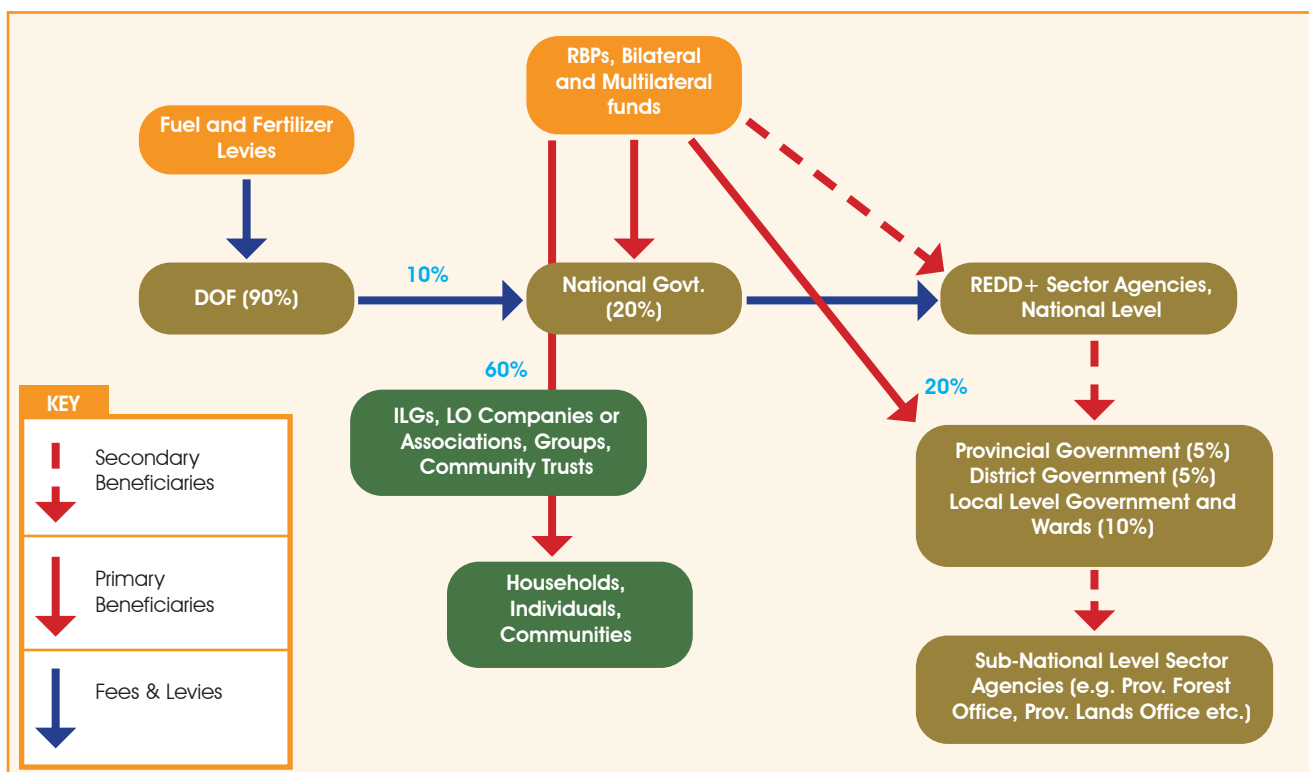 RBPs, Bilateral
and Multilateral
funds
Fuel and Fertilizer
Levies
DOF (90%)
10%
National Govt.
(20%)
REDD+ Sector Agencies,
National Level
60%
20%
ILGs, LO Companies or
Associations, Groups,
Community Trusts
Provincial Government (5%)
District Government (5%)
Local Level Government and
Wards (10%)
Households,
Individuals,
Communities
Sub-National Level Sector
Agencies (e.g. Prov. Forest
Office, Prov. Lands Office etc.)
KEY
Secondary
Beneficiaries
Primary
Beneficiaries
Fees & Levies